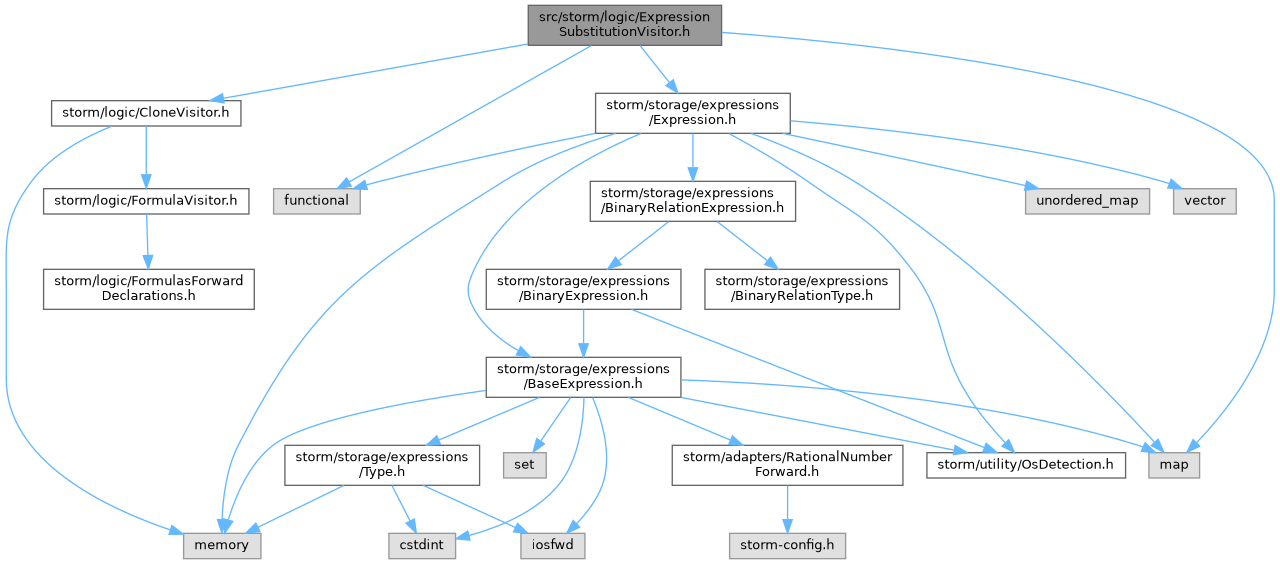 src/storm/logic/Expression
SubstitutionVisitor.h
storm/logic/CloneVisitor.h
storm/storage/expressions
/Expression.h
storm/logic/FormulaVisitor.h
functional
storm/storage/expressions
/BinaryRelationExpression.h
unordered_map
vector
storm/logic/FormulasForward
Declarations.h
storm/storage/expressions
/BinaryExpression.h
storm/storage/expressions
/BinaryRelationType.h
storm/storage/expressions
/BaseExpression.h
storm/storage/expressions
/Type.h
set
storm/adapters/RationalNumber
Forward.h
storm/utility/OsDetection.h
map
memory
cstdint
iosfwd
storm-config.h